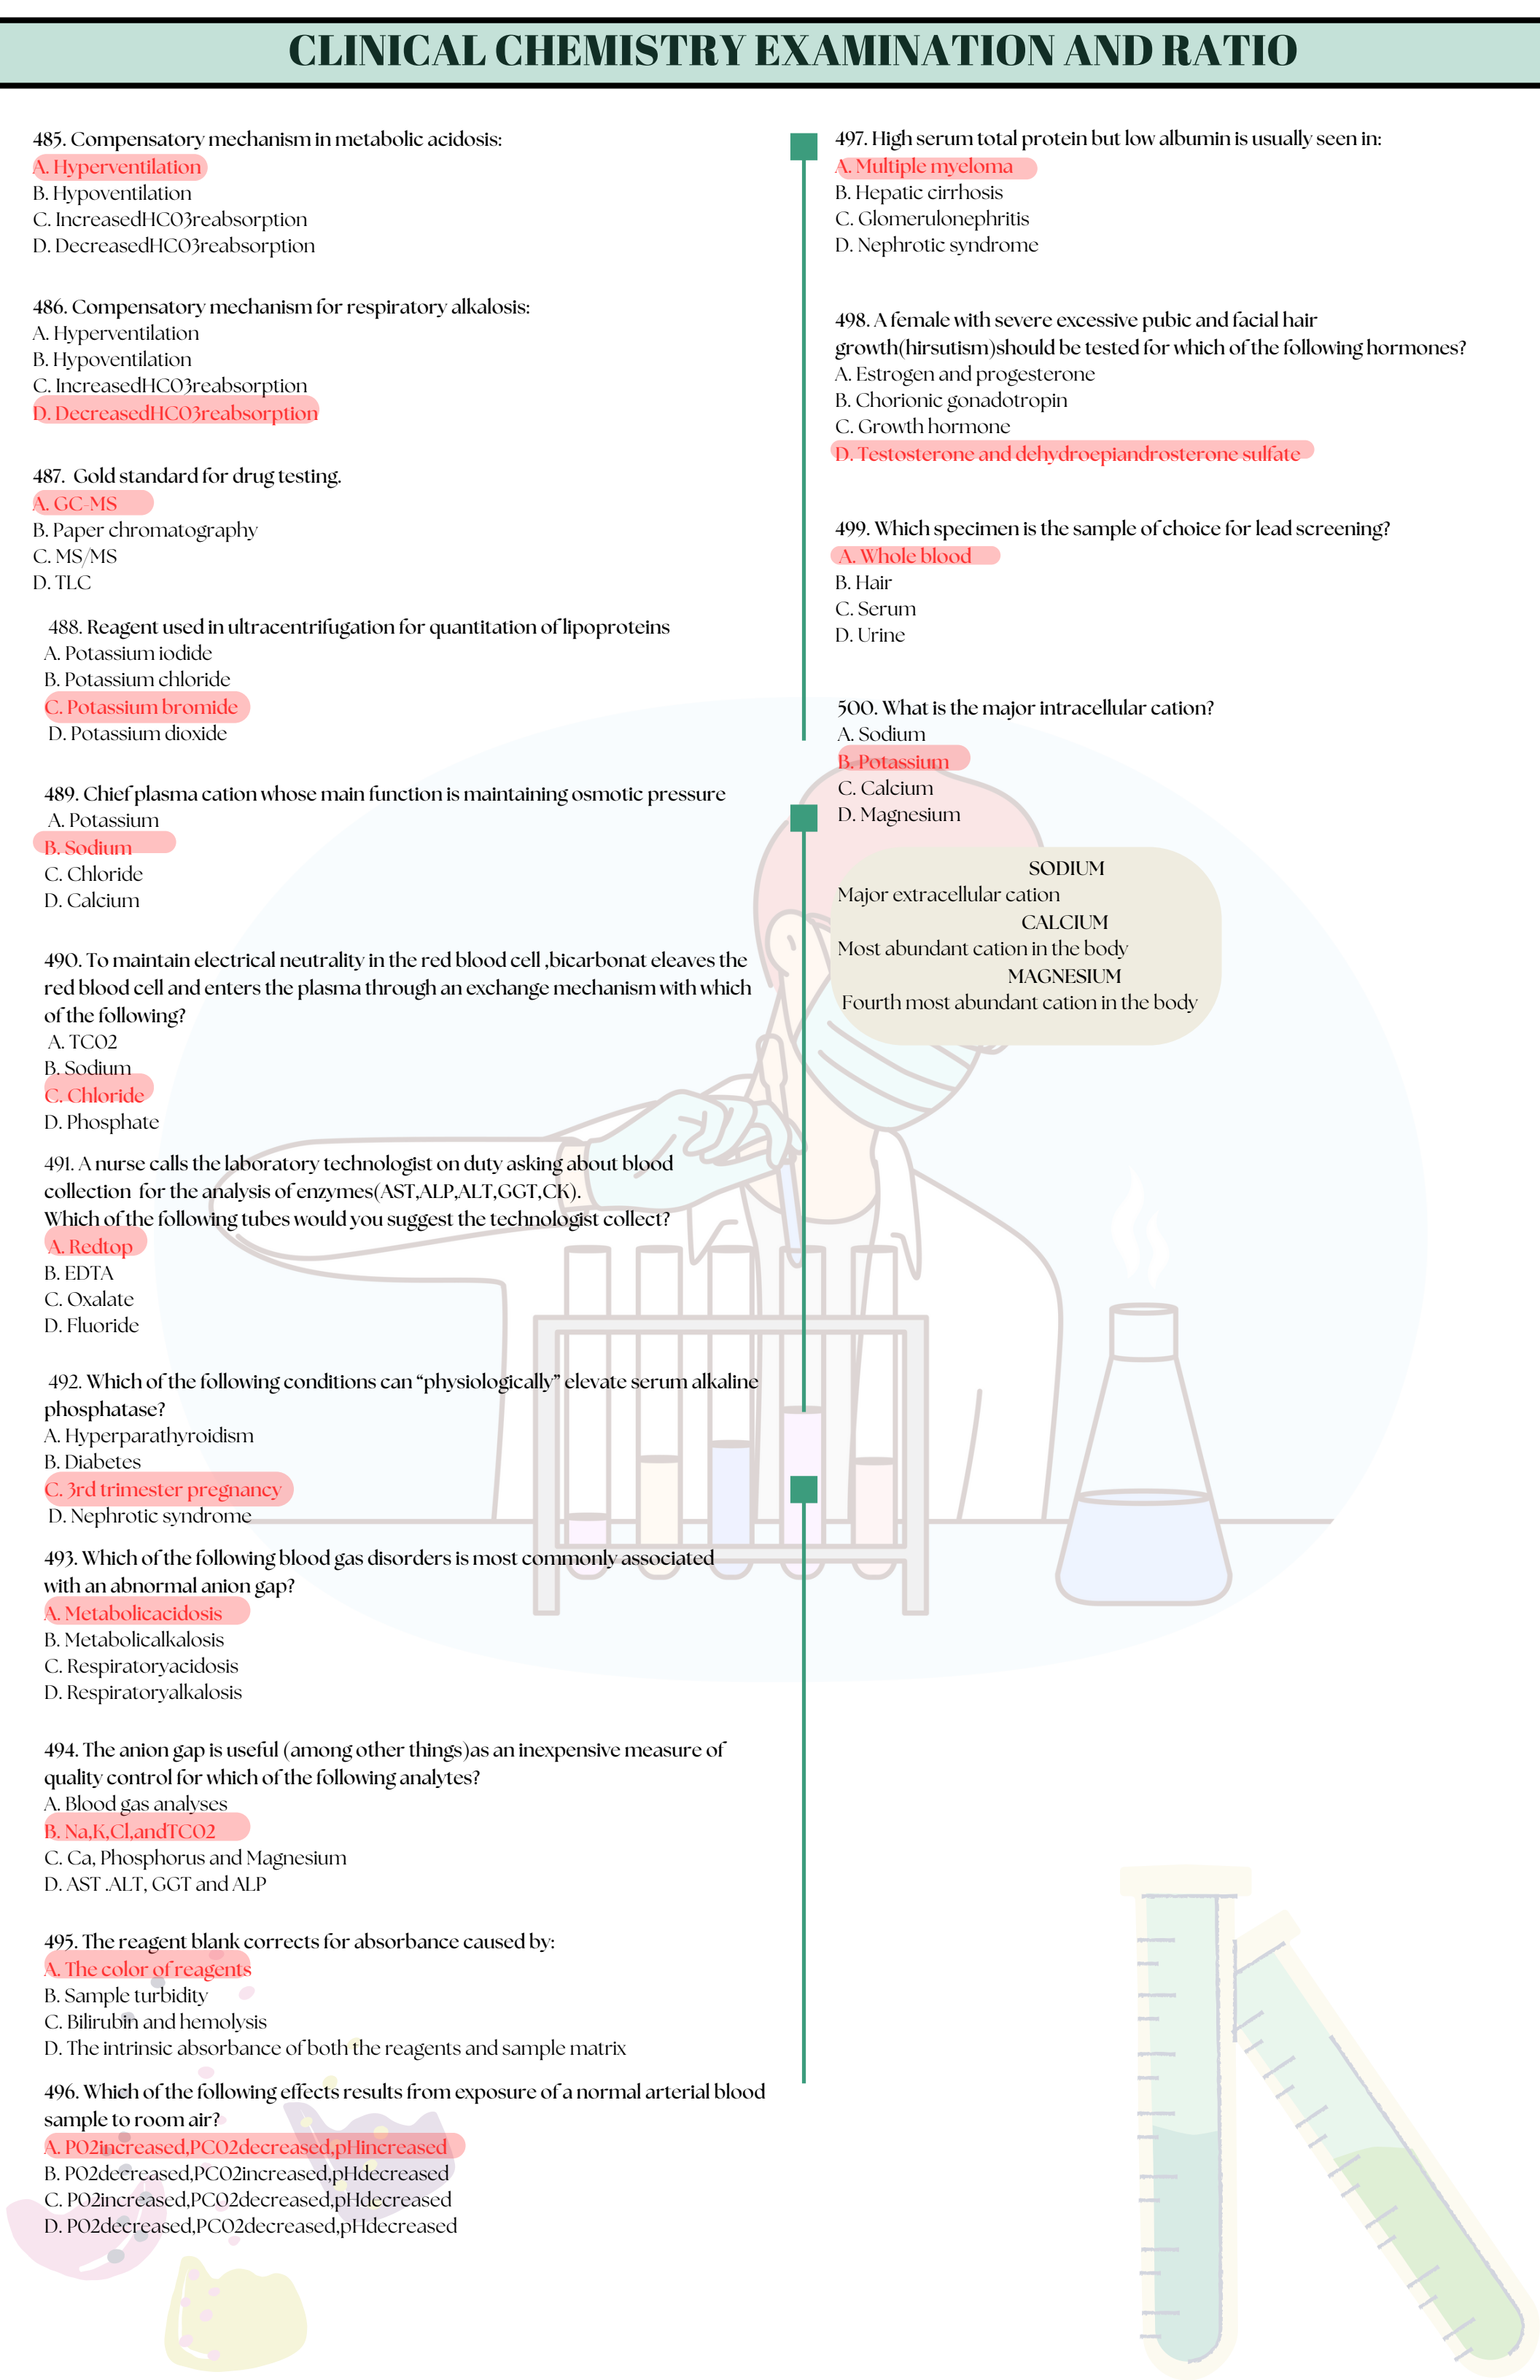 CLINICAL CHEMISTRY EXAMINATION AND RATIO
485. Compensatory mechanism in metabolic acidosis:
A. Hyperventilation
B. Hypoventilation
C. IncreasedHCO3reabsorption
D. DecreasedHCO3reabsorption
486. Compensatory mechanism for respiratory alkalosis:
A. Hyperventilation
B. Hypoventilation
C. IncreasedHCO3reabsorption
D. DecreasedHCO3reabsorption
487. Gold standard for drug testing.
A. GC-MS
B. Paper chromatography
C. MS/MS
D. TLC
488. Reagent used in ultracentrifugation for quantitation of lipoproteins
A. Potassium iodide
B. Potassium chloride
C. Potassium bromide
D. Potassium dioxide
489. Chief plasma cation whose main function is maintaining osmotic pressure
A. Potassium
B. Sodium
C. Chloride
D. Calcium
490. To maintain electrical neutrality in the red blood cell ,bicarbonat eleaves the
red blood cell and enters the plasma through an exchange mechanism with which
of the following?
A. TCO2
B. Sodium
C. Chloride
D. Phosphate
491. A nurse calls the laboratory technologist on duty asking about blood
collection for the analysis of enzymes(AST,ALP,ALT,GGT,CK).
Which of the following tubes would you suggest the technologist collect?
A. Redtop
B. EDTA
C. Oxalate
D. Fluoride
492. Which of the following conditions can “physiologically” elevate serum alkaline
phosphatase?
A. Hyperparathyroidism
B. Diabetes
C. 3rd trimester pregnancy
D. Nephrotic syndrome
493. Which of the following blood gas disorders is most commonly associated
with an abnormal anion gap?
A. Metabolicacidosis
B. Metabolicalkalosis
C. Respiratoryacidosis
D. Respiratoryalkalosis
494. The anion gap is useful (among other things)as an inexpensive measure of
quality control for which of the following analytes?
A. Blood gas analyses
B. Na,K,Cl,andTCO2
C. Ca, Phosphorus and Magnesium
D. AST .ALT, GGT and ALP
495. The reagent blank corrects for absorbance caused by:
A. The color of reagents
B. Sample turbidity
C. Bilirubin and hemolysis
D. The intrinsic absorbance of both the reagents and sample matrix
496. Which of the following effects results from exposure of a normal arterial blood
sample to room air?
A. PO2increased,PCO2decreased,pHincreased
B. PO2decreased,PCO2increased,pHdecreased
C. PO2increased,PCO2decreased,pHdecreased
D. PO2decreased,PCO2decreased,pHdecreased
497. High serum total protein but low albumin is usually seen in:
A. Multiple myeloma
B. Hepatic cirrhosis
C. Glomerulonephritis
D. Nephrotic syndrome
498. A female with severe excessive pubic and facial hair
growth(hirsutism)should be tested for which of the following hormones?
A. Estrogen and progesterone
B. Chorionic gonadotropin
C. Growth hormone
D. Testosterone and dehydroepiandrosterone sulfate
499. Which specimen is the sample of choice for lead screening?
A. Whole blood
B. Hair
C. Serum
D. Urine
500. What is the major intracellular cation?
A. Sodium
B. Potassium
C. Calcium
D. Magnesium
SODIUM
Major extracellular cation
CALCIUM
Most abundant cation in the body
MAGNESIUM
Fourth most abundant cation in the body